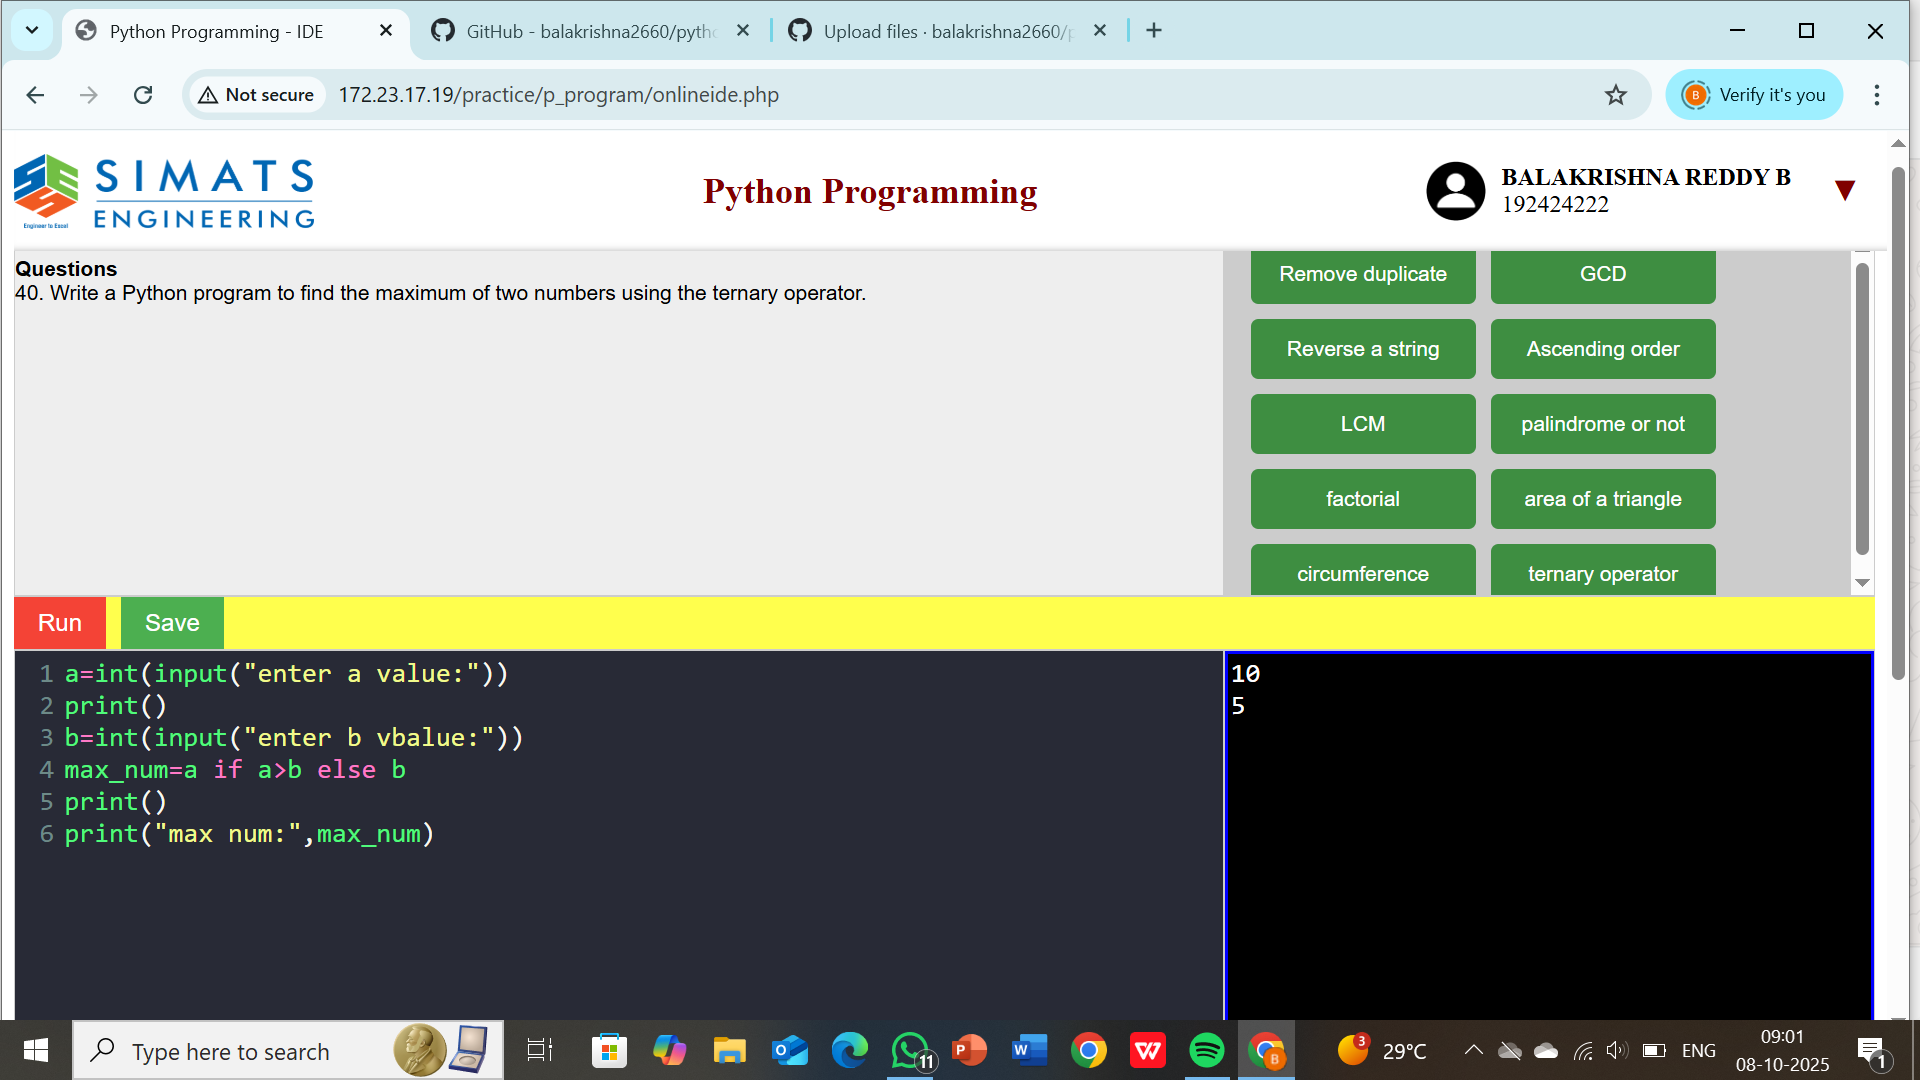 Python Programming - IDE
GitHub - balakrishna2660/pytho
Upload files · balakrishna2660/p
Not secure
172.23.17.19/practice/p_program/onlineide.php
B
Verify it's you
SIMATS
ENGINEERING
Engineer to Excel
Python Programming
BALAKRISHNA REDDY B
192424222
Questions
40. Write a Python program to find the maximum of two numbers using the ternary operator.
Remove duplicate
GCD
Reverse a string
Ascending order
LCM
palindrome or not
factorial
area of a triangle
circumference
ternary operator
Run
Save
1 a=int(input("enter a value:"))
2 print()
3 b=int(input("enter b vbalue:"))
4 max_num=a if a>b else b
5 print()
6 print("max num:",max_num)
10
5
Type here to search
11
B
3
29°C
ENG
09:01
08-10-2025
1